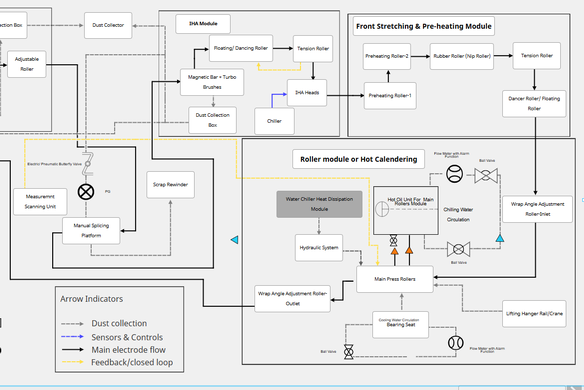 ection Box
Dust Collector
Adjustable
Roller
IHA Module
Floating/ Dancing Roller
Tension Roller
Magnetic Bar + Turbo
Brushes
IHA Heads
Dust Collection
Box
Chiller
Front Stretching & Pre-heating Module
Preheating Roller-2
Rubber Roller (Nip Roller)
Tension Roller
Preheating Roller-1
Dancer Roller/ Floating
Roller
Electric Pneumatic Butterfly Valve
PG
Scrap Rewinder
Measuremnt
Scanning Unit
Manual Splicing
Platform
Roller module or Hot Calendering
Flow Meter with Alarm
Function
Ball Valve
Water Chiller Heat Dissipation
Module
Hot Oil Unit For Main
Rollers Module
Chilling Water
Circulation
Wrap Angle Adjustment
Roller-Inlet
Hydraulic System
Ball Valve
Main Press Rollers
Wrap Angle Adjustment Roller-
Outlet
Lifting Hanger Rail/Crane
Cooling Water Circulation
Bearing Seat
Ball Valve
Flow Meter with Alarm
Function
Arrow Indicators
Dust collection
Sensors & Controls
Main electrode flow
Feedback/closed loop